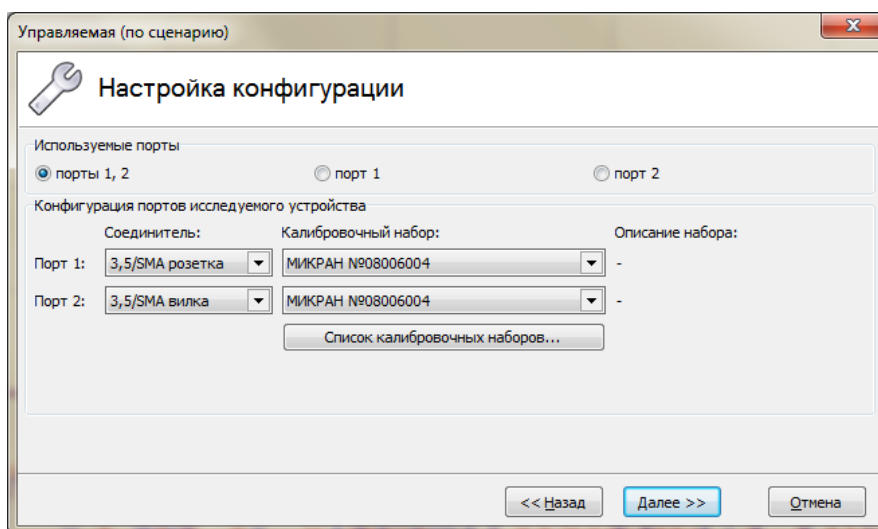 Управляемая (по сценарию)
Настройка конфигурации
Используемые порты
порты 1, 2 порт 1 порт 2
Конфигурация портов исследуемого устройства
Соединитель: Калибровочный набор: Описание набора:
Порт 1: 3,5/SMA розетка МИКРАН №08006004 -
Порт 2: 3,5/SMA вилка МИКРАН №08006004 -
Список калибровочных наборов...
<< Назад Далее >> Отмена